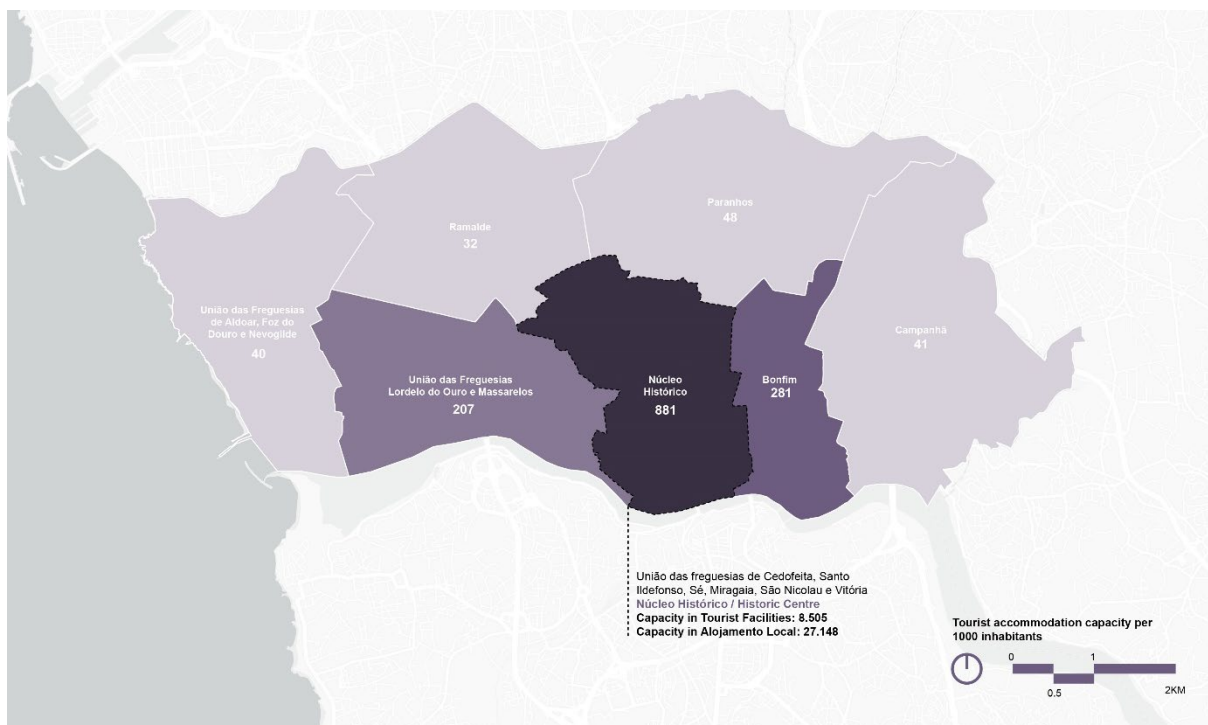 Paranhos
48
Ramalde
32
União das Freguesias
de Aldoar, Foz do
Douro e Nevogilde
40
Campanhã
41
União das Freguesias
Lordelo do Ouro e Massarelos
207
Núcleo
Histórico
881
Bonfim
281
União das freguesias de Cedofeita, Santo
Ildefonso, Sé, Miragaia, São Nicolau e Vitória
Núcleo Histórico / Historic Centre
Capacity in Tourist Facilities: 8.505
Capacity in Alojamento Local: 27.148
Tourist accommodation capacity per
1000 inhabitants
0 1
0.5 2KM